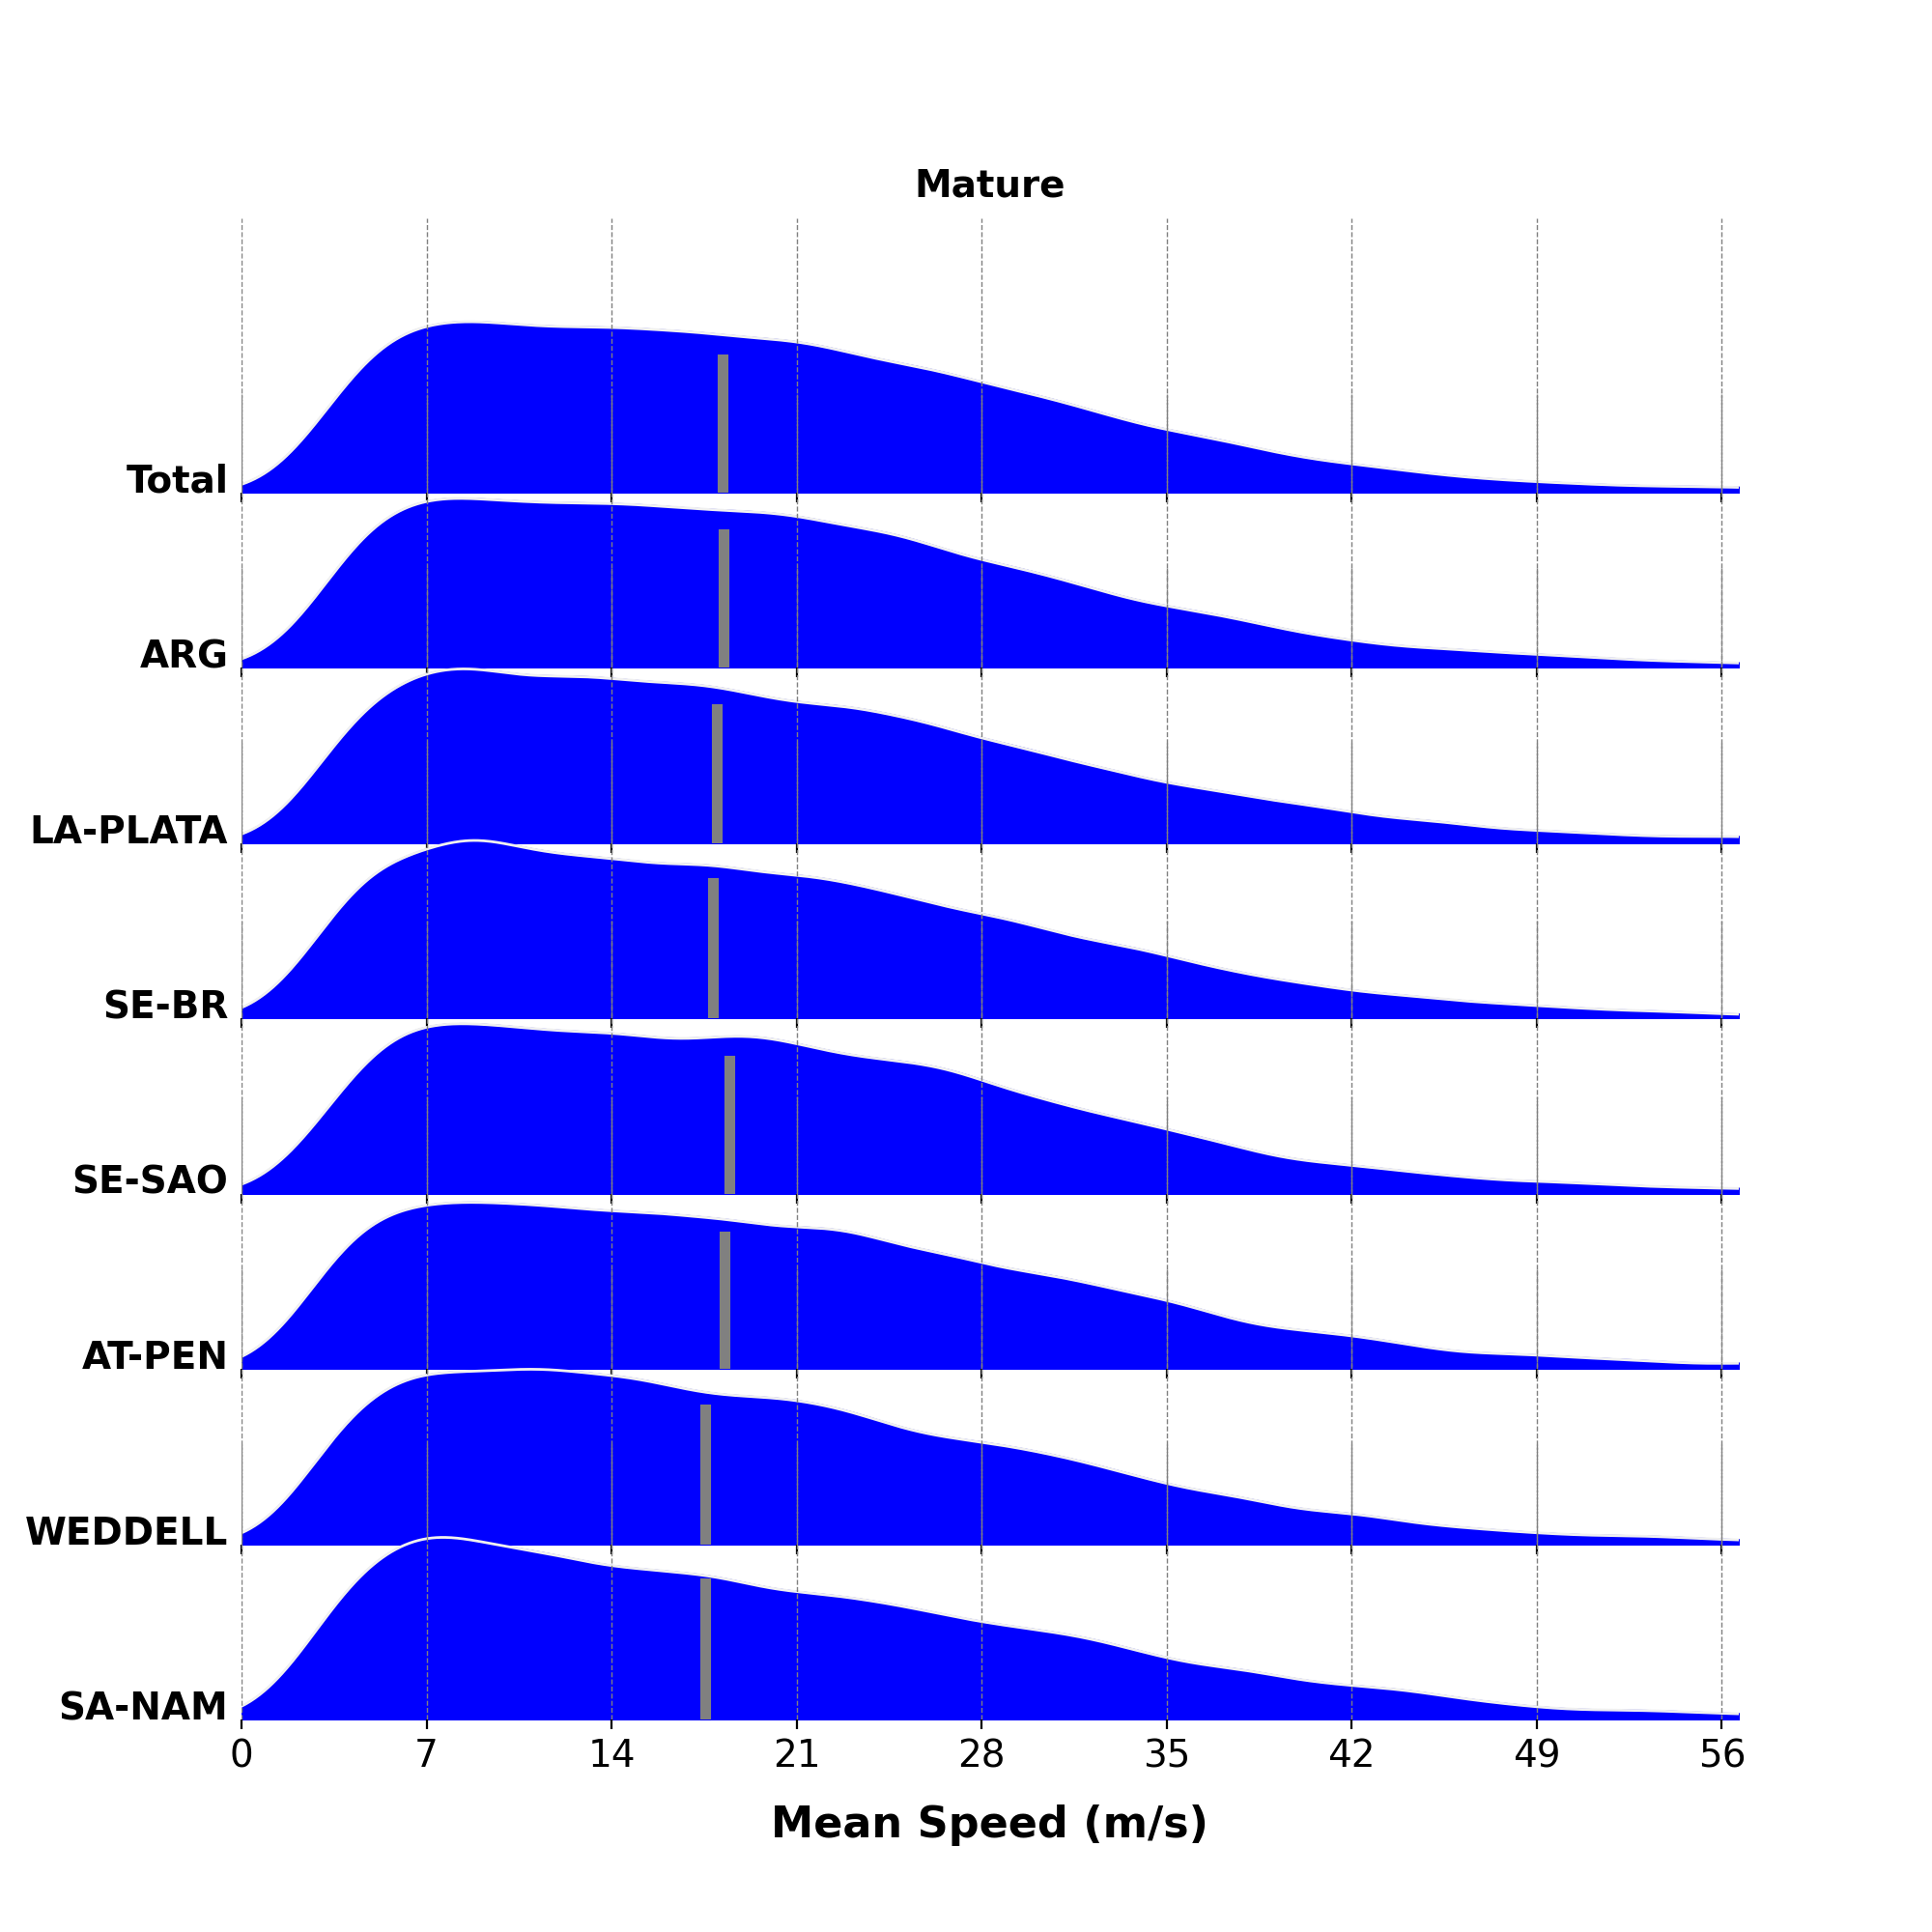 Mature
Total
ARG
LA-PLATA
SE-BR
SE-SAO
AT-PEN
WEDDELL
SA-NAM
0 7 14 21 28 35 42 49 56
Mean Speed (m/s)